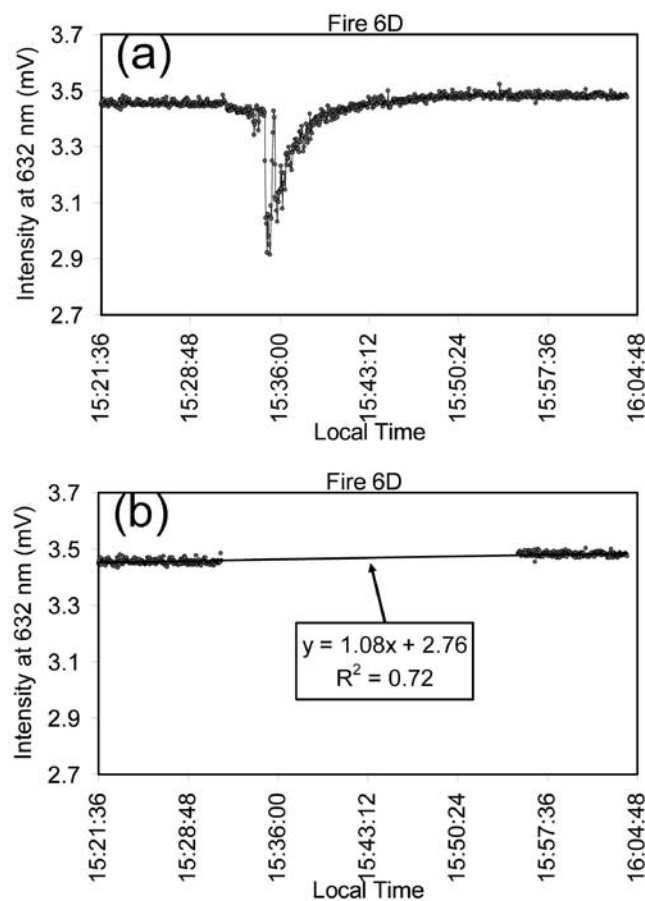 Fire 6D
(a)
Intensity at 632 nm (mV)
3.7
3.5
3.3
3.1
2.9
2.7
15:21:36
15:28:48
15:36:00
15:43:12
15:50:24
15:57:36
16:04:48
Local Time
Fire 6D
(b)
Intensity at 632 nm (mV)
3.7
3.5
3.3
3.1
2.9
2.7
y = 1.08x + 2.76
R² = 0.72
15:21:36
15:28:48
15:36:00
15:43:12
15:50:24
15:57:36
16:04:48
Local Time